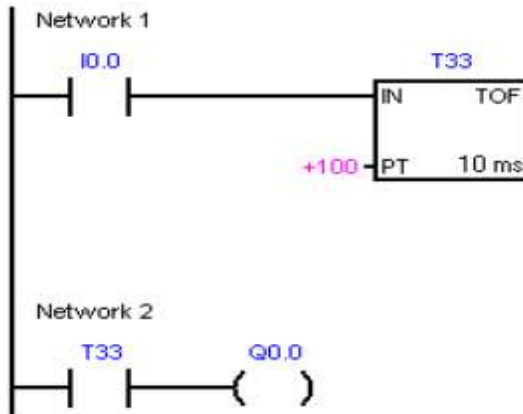 Network 1
I0.0
T33
IN TOF
+100 PT 10 ms
Network 2
T33 Q0.0